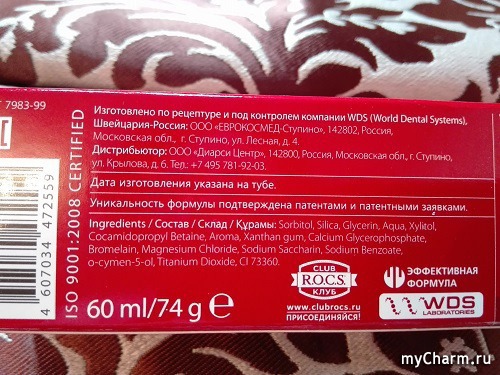 7983-99
Изготовлено по рецептуре и под контролем компании WDS (World Dental Systems),
Швейцария-Россия: ООО «ЕВРОКОСМЕД-Ступино», 142802, Россия,
Московская обл., г. Ступино, ул. Лесная, д. 4.
Дистрибьютор: ООО «Диарси Центр», 142800, Россия, Московская обл., г.Ступино,
ул. Крылова, д. 6. Тел.: +7 495 781-92-03.
Дата изготовления указана на тубе.
Уникальность формулы подтверждена патентами и патентными заявками.
Ingredients / Состав / Склад / Құрамы: Sorbitol, Silica, Glycerin, Aqua, Xylitol,
Cocamidopropyl Betaine, Aroma, Xanthan gum, Calcium Glycerophosphate,
Bromelain, Magnesium Chloride, Sodium Saccharin, Sodium Benzoate,
o-cymen-5-ol, Titanium Dioxide, CI 73360.
60 ml/74 g e
CLUB
R.O.C.S.
КЛУБ
www.clubrocs.ru
ПРИСОЕДИНЯЙСЯ!
ЭФФЕКТИВНАЯ
ФОРМУЛА
WDS
LABORATORIES
ISO 9001:2008 CERTIFIED
4 607034 472559
myCharm.ru